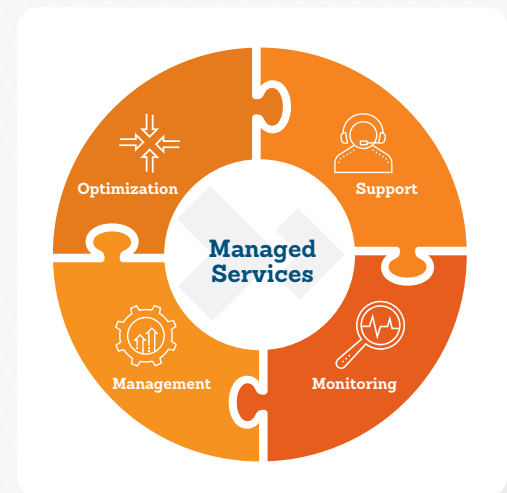 Optimization
Support
Managed
Services
Management
Monitoring